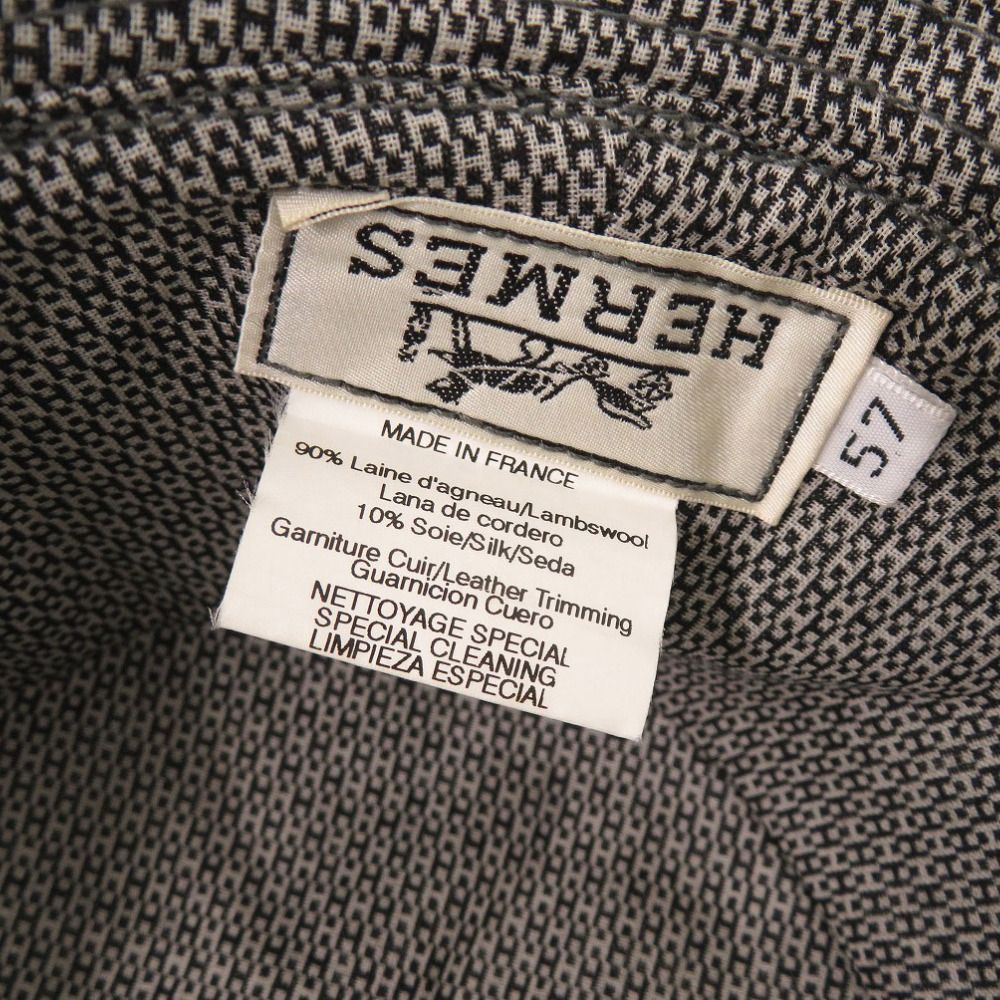 HERMÈS
57
MADE IN FRANCE
90% Laine d'agneau/Lambswool
Lana de cordero
10% Soie/Silk/Seda
Garniture Cuir/Leather Trimming
Guarnicion Cuero
NETTOYAGE SPECIAL
SPECIAL CLEANING
LIMPIEZA ESPECIAL